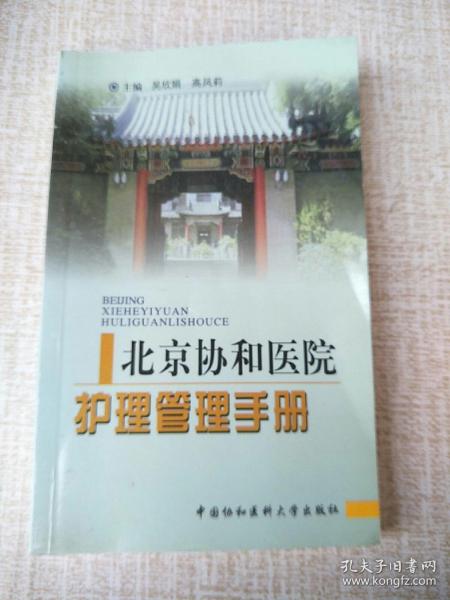 主编 吴欣娟 高凤莉
BEIJING
XIEHEYIYUAN
HULIGUANLISHOUCE
北京协和医院
护理管理手册
中国协和医科大学出版社
孔夫子旧书网
www.kongfz.com